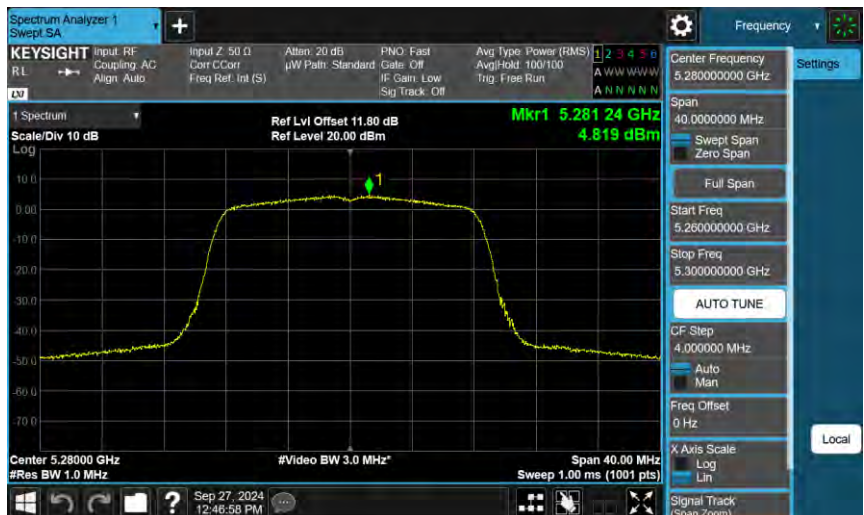 Spectrum Analyzer 1
Swept SA
+
Frequency
KEYSIGHT
RL
LXI
Input: RF
Coupling: AC
Align: Auto
Input Z: 50 Ω
Corr CCorr
Freq Ref: Int (S)
Atten: 20 dB
µW Path: Standard
PNO: Fast
Gate: Off
IF Gain: Low
Sig Track: Off
Avg Type: Power (RMS)
Avg|Hold: 100/100
Trig: Free Run
1 2 3 4 5 6
A W W W W W
A N N N N N
1 Spectrum
Scale/Div 10 dB
Log
Ref Lvl Offset 11.80 dB
Ref Level 20.00 dBm
Mkr1 5.281 24 GHz
4.819 dBm
1
10.0
0.00
-10.0
-20.0
-30.0
-40.0
-50.0
-60.0
-70.0
Center 5.28000 GHz
#Res BW 1.0 MHz
#Video BW 3.0 MHz*
Span 40.00 MHz
Sweep 1.00 ms (1001 pts)
Sep 27, 2024
12:46:58 PM
?
Center Frequency
5.280000000 GHz
Span
40.0000000 MHz
Swept Span
Zero Span
Full Span
Start Freq
5.260000000 GHz
Stop Freq
5.300000000 GHz
AUTO TUNE
CF Step
4.000000 MHz
Auto
Man
Freq Offset
0 Hz
X Axis Scale
Log
Lin
Signal Track
(Span Zoom)
Settings
Local